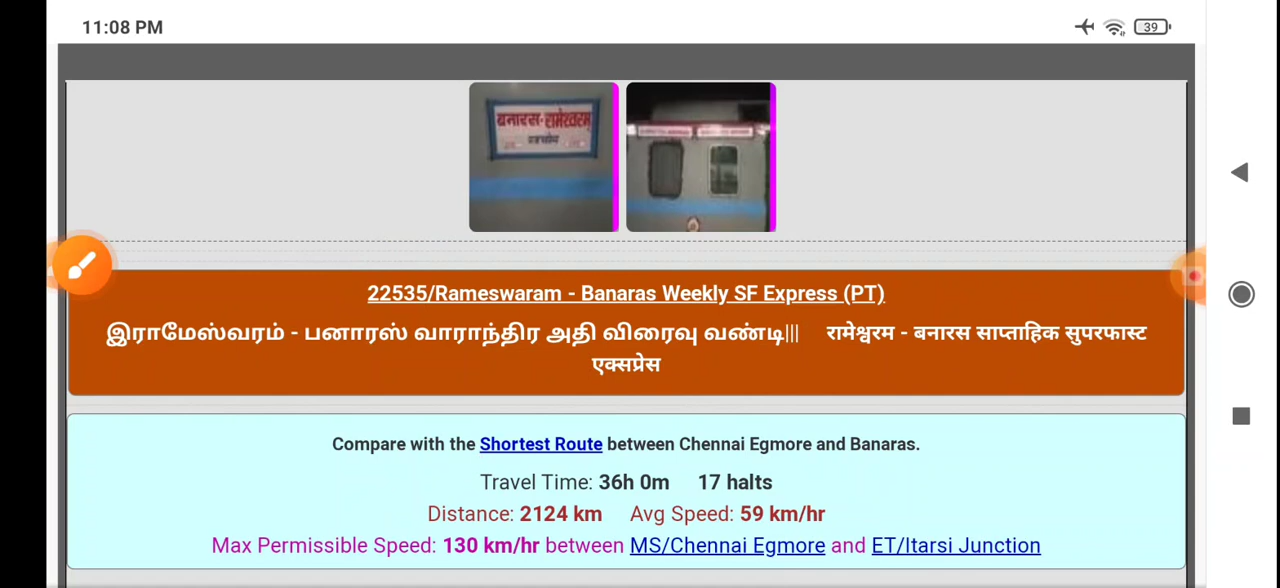 11:08 PM
39
बनारस-रामेश्वरम्
22535/Rameswaram - Banaras Weekly SF Express (PT)
இராமேஸ்வரம் - பனாரஸ் வாராந்திர அதி விரைவு வண்டி||| रामेश्वरम - बनारस साप्ताहिक सुपरफास्ट
एक्सप्रेस
Compare with the Shortest Route between Chennai Egmore and Banaras.
Travel Time: 36h 0m 17 halts
Distance: 2124 km Avg Speed: 59 km/hr
Max Permissible Speed: 130 km/hr between MS/Chennai Egmore and ET/Itarsi Junction